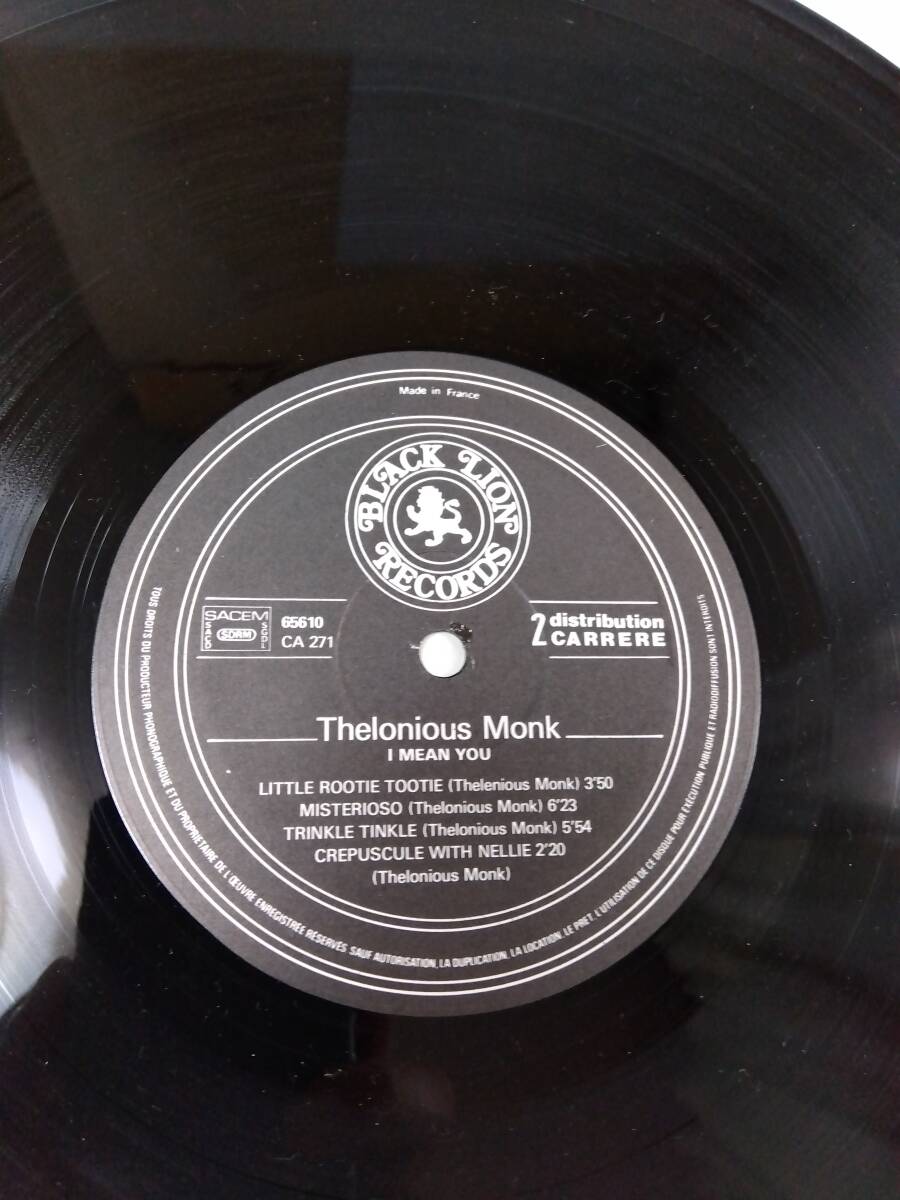 Made in France
BLACK LION
RECORDS
SACEM
SACD
SDRM
SGDL
65610
CA 271
2
distribution
CARRERE
Thelonious Monk
I MEAN YOU
LITTLE ROOTIE TOOTIE (Thelenious Monk) 3'50
MISTERIOSO (Thelonious Monk) 6'23
TRINKLE TINKLE (Thelonious Monk) 5'54
CREPUSCULE WITH NELLIE 2'20
(Thelonious Monk)
TOUS DROITS DU PRODUCTEUR PHONOGRAPHIQUE ET DU PROPRIETAIRE DE L'ŒUVRE ENREGISTREE RESERVES. SAUF AUTORISATION, LA DUPLICATION, LA LOCATION, LE PRET, L'UTILISATION DE CE DISQUE POUR EXECUTION PUBLIQUE ET RADIODIFFUSION SONT INTERDITS